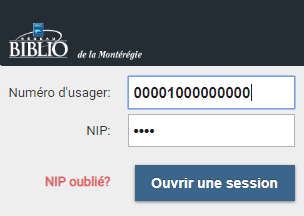 RÉSEAU
BIBLIO de la Montérégie
Numéro d'usager: 00001000000000
NIP: ••••
NIP oublié? Ouvrir une session